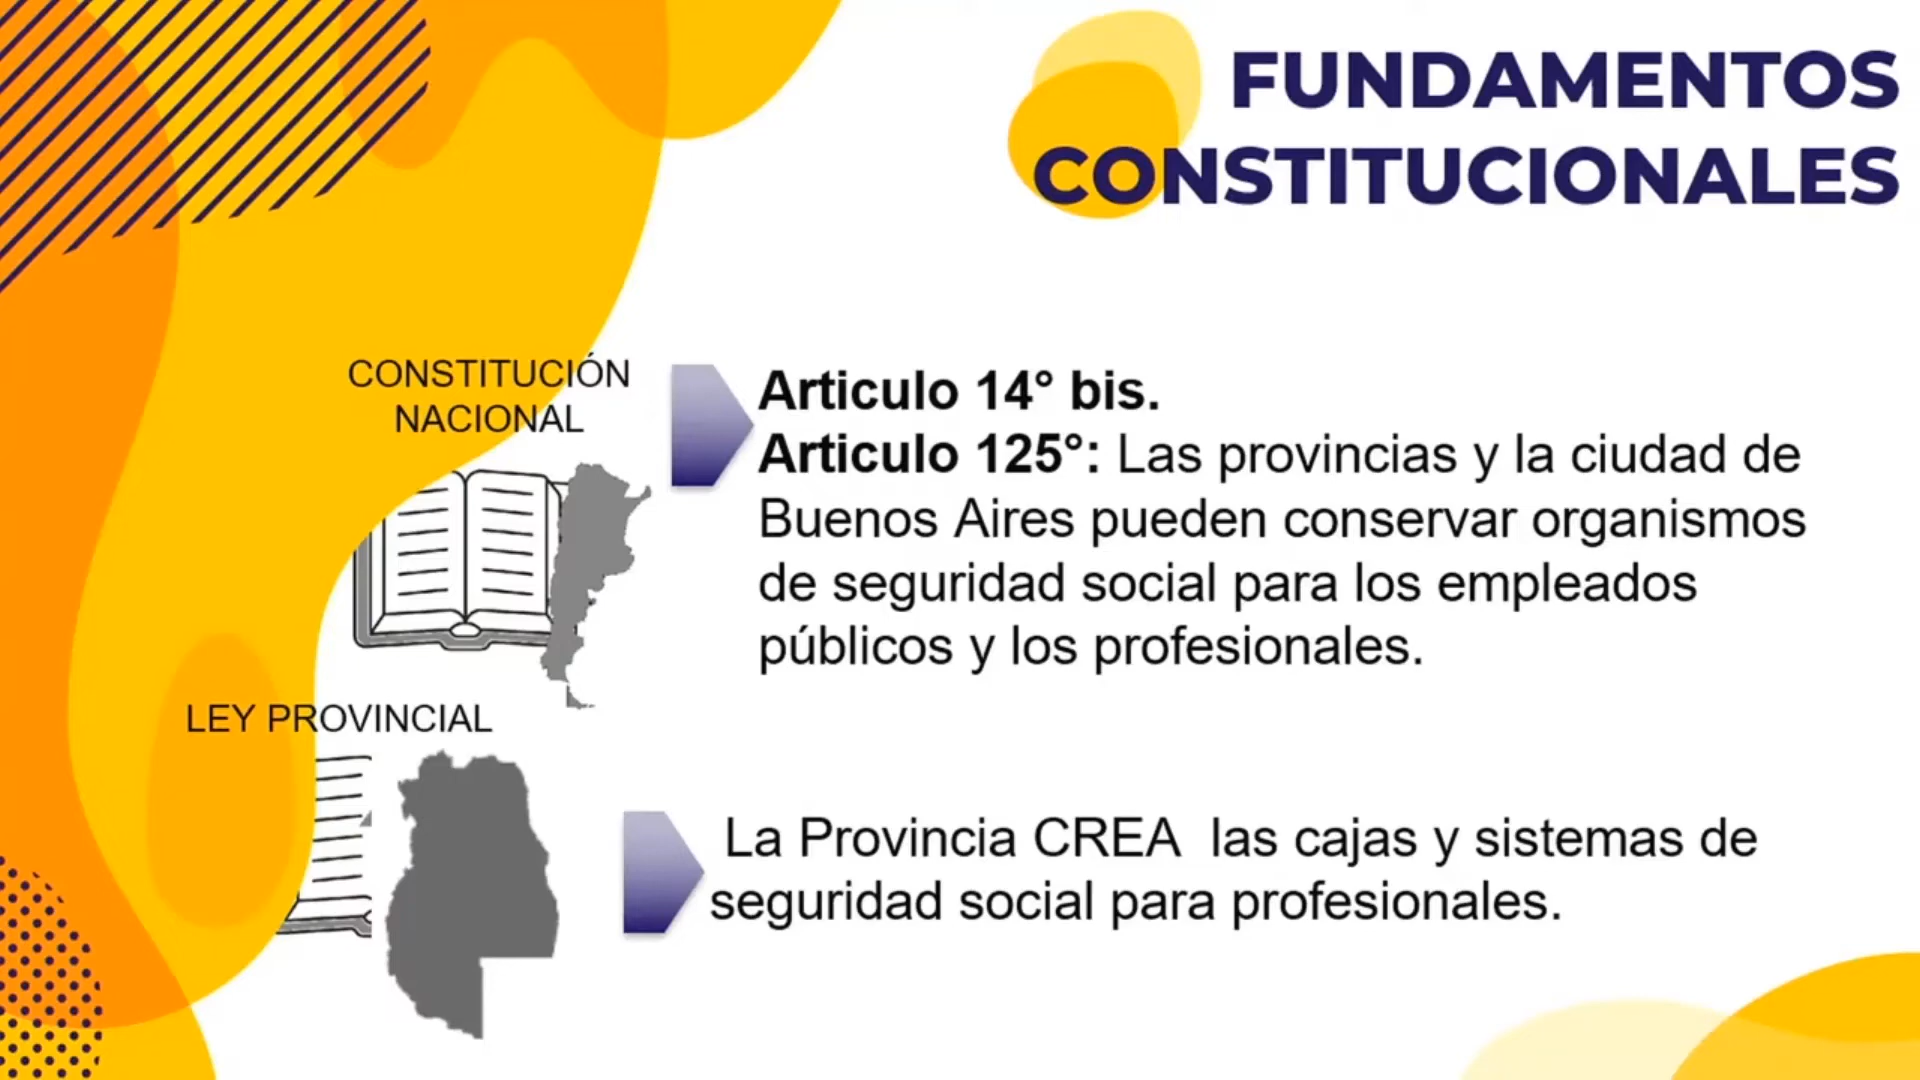 FUNDAMENTOS
CONSTITUCIONALES
CONSTITUCIÓN
NACIONAL
Articulo 14° bis.
Articulo 125°: Las provincias y la ciudad de
Buenos Aires pueden conservar organismos
de seguridad social para los empleados
públicos y los profesionales.
LEY PROVINCIAL
La Provincia CREA las cajas y sistemas de
seguridad social para profesionales.